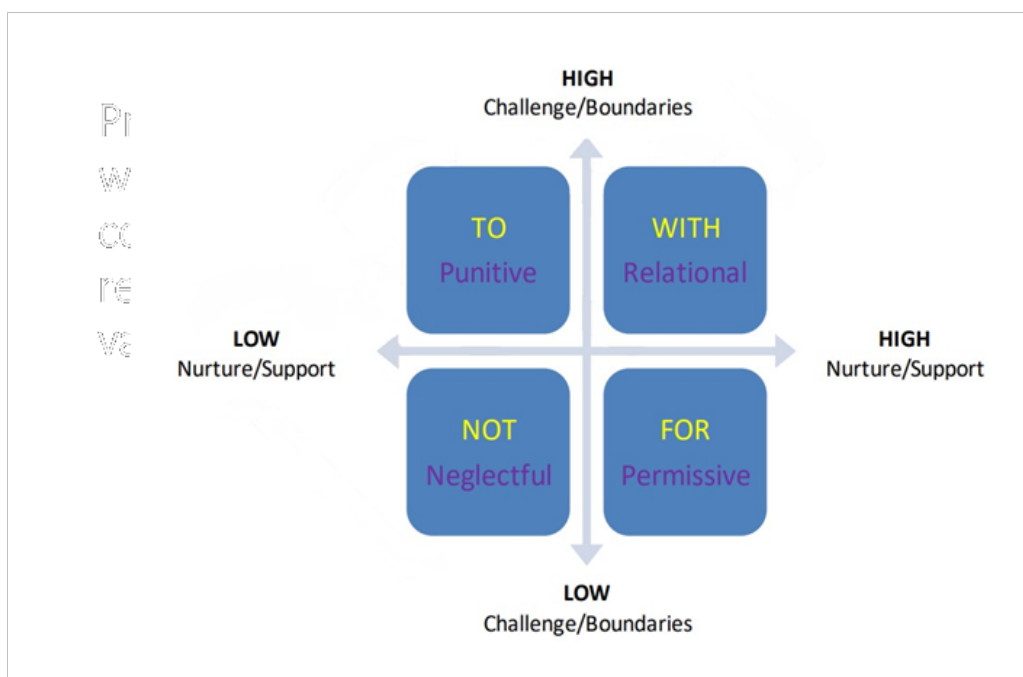 HIGH
Challenge/Boundaries
TO
Punitive
WITH
Relational
LOW
Nurture/Support
HIGH
Nurture/Support
NOT
Neglectful
FOR
Permissive
LOW
Challenge/Boundaries